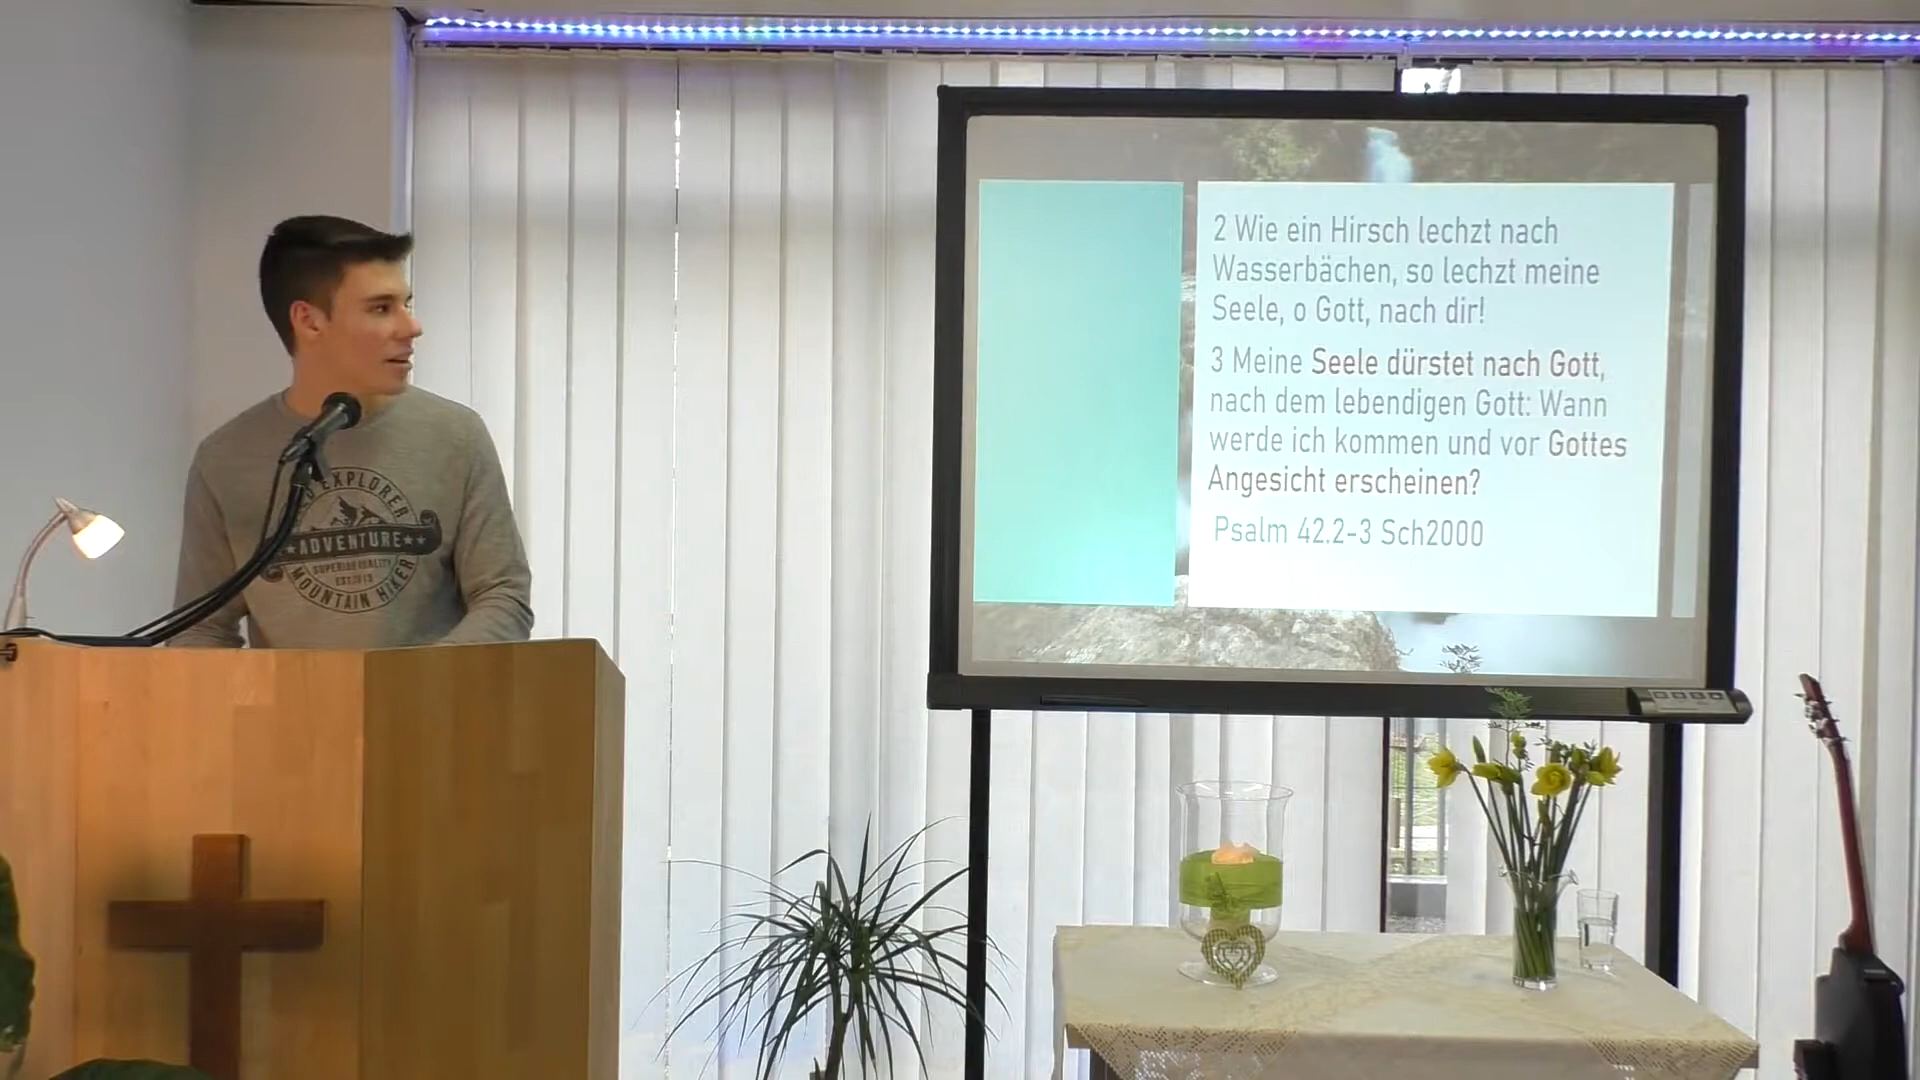 2 Wie ein Hirsch lechzt nach
Wasserbächen, so lechzt meine
Seele, o Gott, nach dir!
3 Meine Seele dürstet nach Gott,
nach dem lebendigen Gott: Wann
werde ich kommen und vor Gottes
Angesicht erscheinen?
Psalm 42.2-3 Sch2000
EXPLORER
ADVENTURE
SUPERIOR QUALITY
MOUNTAIN HIKER